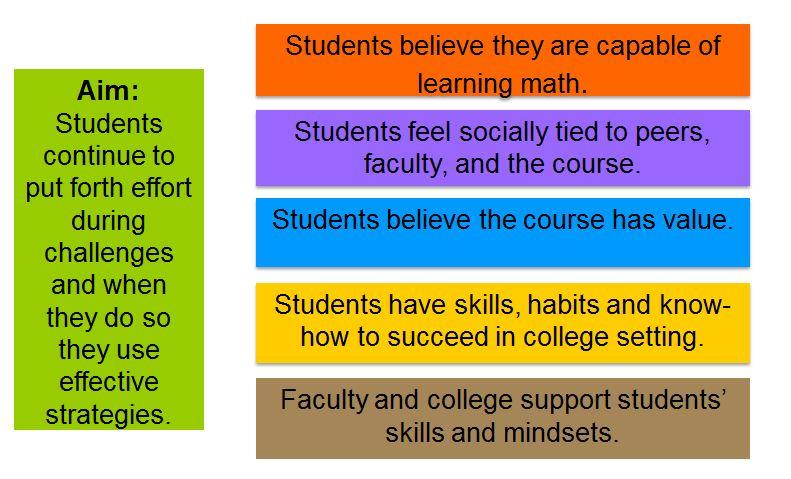 Aim:
Students
continue to
put forth effort
during
challenges
and when
they do so
they use
effective
strategies.
Students believe they are capable of
learning math.
Students feel socially tied to peers,
faculty, and the course.
Students believe the course has value.
Students have skills, habits and know-
how to succeed in college setting.
Faculty and college support students’
skills and mindsets.